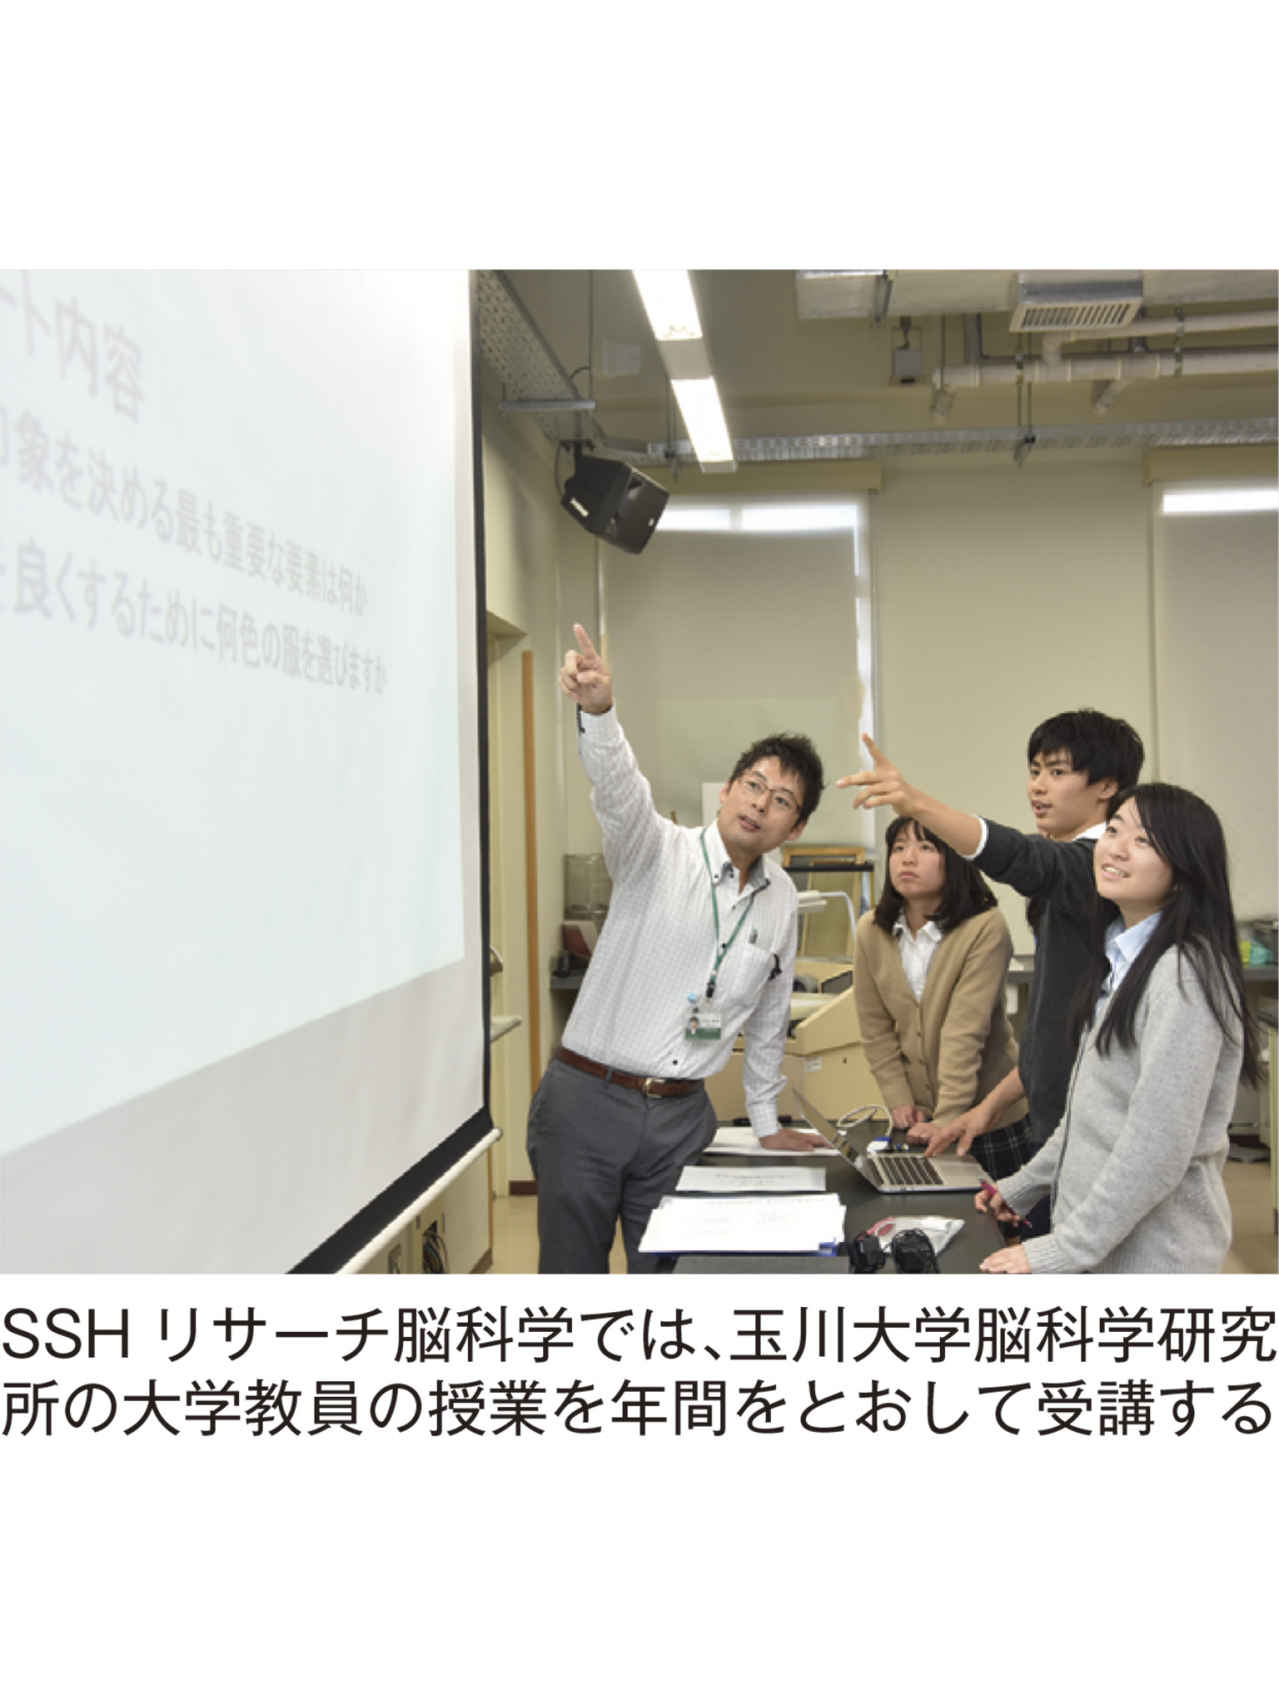 ート内容
象を決める最も重要な要素は何か
良くするために何色の服を選びますか
SSH リサーチ脳科学では、玉川大学脳科学研究
所の大学教員の授業を年間をとおして受講する